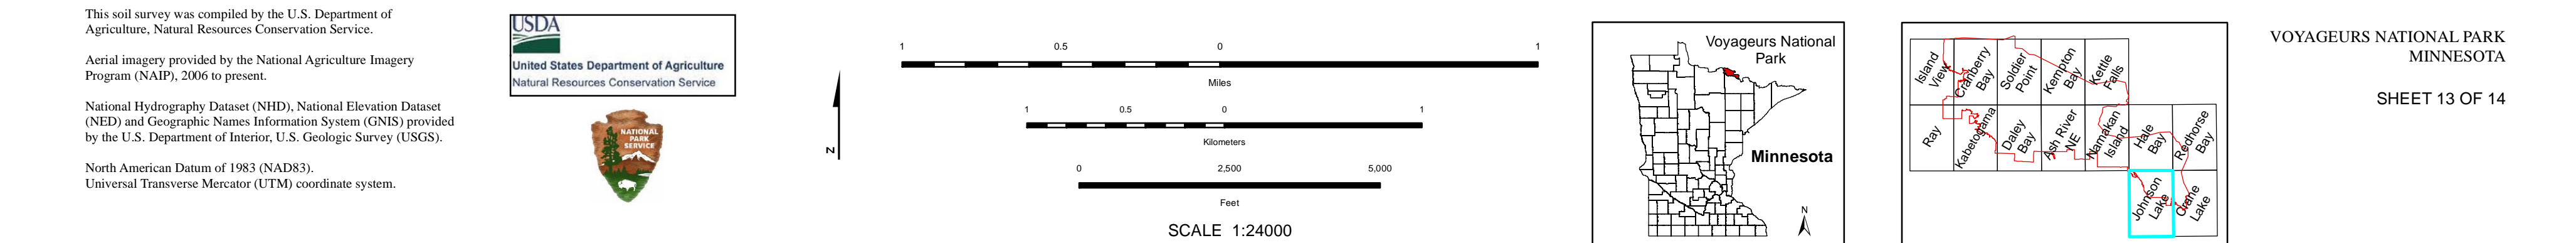 This soil survey was compiled by the U.S. Department of
Agriculture, Natural Resources Conservation Service.
Aerial imagery provided by the National Agriculture Imagery
Program (NAIP), 2006 to present.
National Hydrography Dataset (NHD), National Elevation Dataset
(NED) and Geographic Names Information System (GNIS) provided
by the U.S. Department of Interior, U.S. Geologic Survey (USGS).
North American Datum of 1983 (NAD83).
Universal Transverse Mercator (UTM) coordinate system.
USDA
United States Department of Agriculture
Natural Resources Conservation Service
NATIONAL
PARK
SERVICE
N
1 0.5 0 1
Miles
1 0.5 0 1
Kilometers
0 2,500 5,000
Feet
SCALE 1:24000
Voyageurs National
Park
Minnesota
N
Island
View
Cranberry
Bay
Soldier
Point
Kempton
Bay
Kettle
Falls
Ray
Kabetogama
Daley
Bay
Ash River
NE
Namakan
Island
Hale
Bay
Redhorse
Bay
Johnson
Lake
Crane
Lake
VOYAGEURS NATIONAL PARK
MINNESOTA
SHEET 13 OF 14